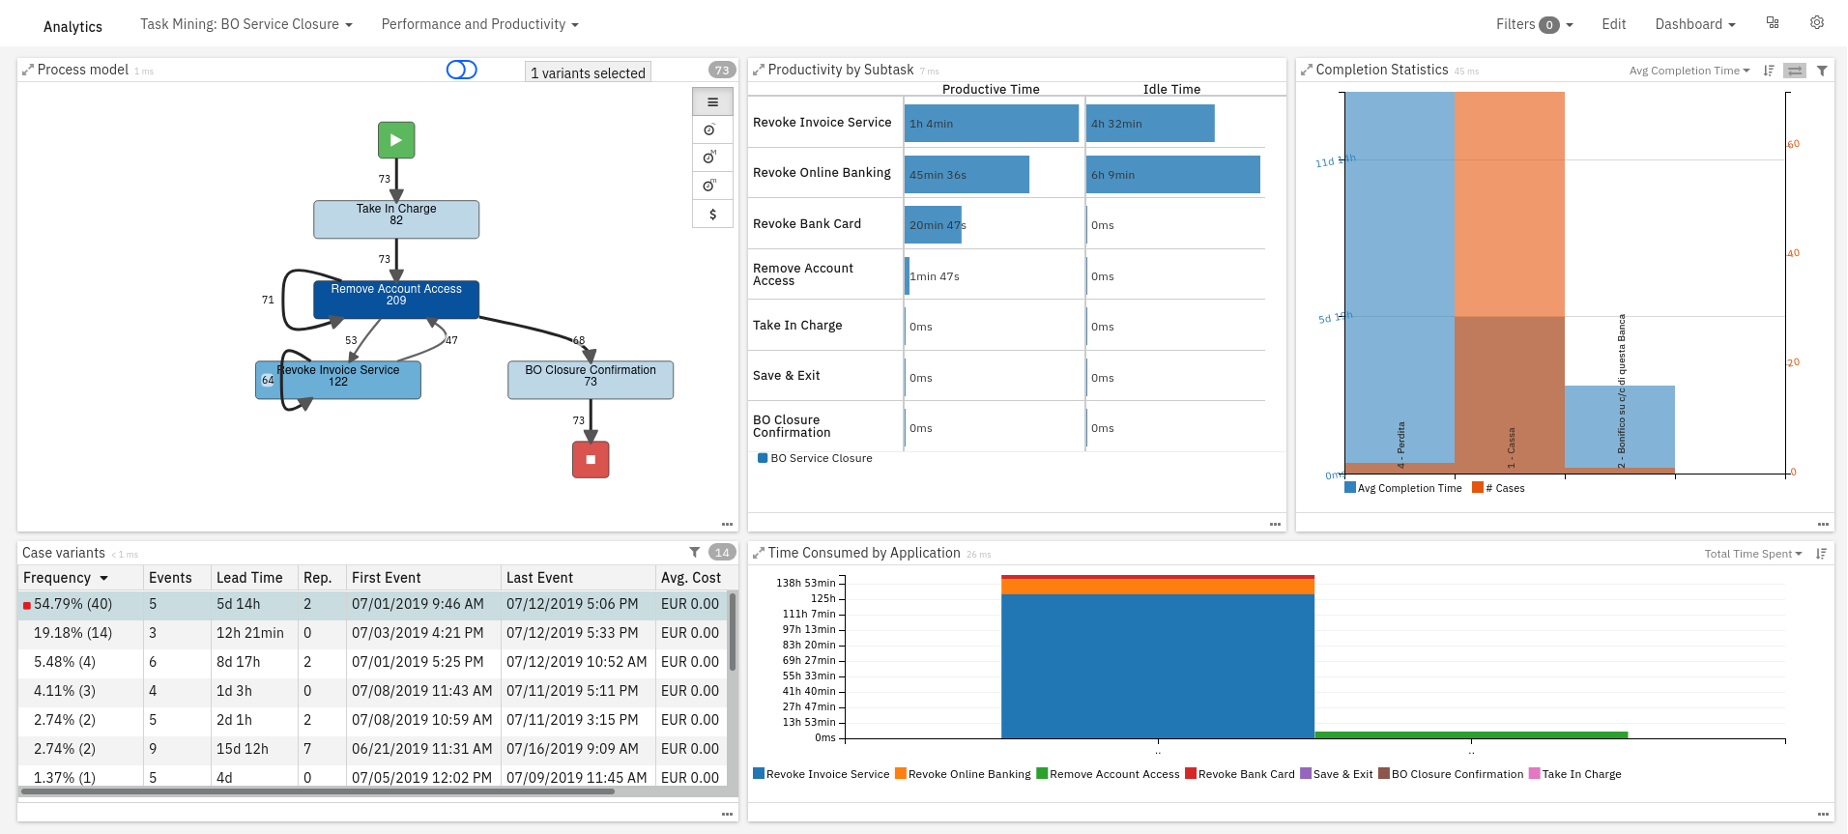 Analytics
Task Mining: BO Service Closure
Performance and Productivity
Filters 0
Edit
Dashboard
Process model 1 ms
1 variants selected
73
73
Take In Charge
82
73
Remove Account Access
209
71
53
47
68
Revoke Invoice Service
122
64
BO Closure Confirmation
73
73
M
m
$
...
Productivity by Subtask 7 ms
Productive Time Idle Time
Revoke Invoice Service 1h 4min 4h 32min
Revoke Online Banking 45min 36s 6h 9min
Revoke Bank Card 20min 47s 0ms
Remove Account
Access 1min 47s 0ms
Take In Charge 0ms 0ms
Save & Exit 0ms 0ms
BO Closure
Confirmation 0ms 0ms
BO Service Closure
...
Completion Statistics 45 ms
Avg Completion Time
11d 14h
5d 19h
0ms
60
40
20
0
4 - Perdita
1 - Cassa
2 - Bonifico su c/c di questa Banca
Avg Completion Time # Cases
...
Case variants < 1 ms
14
Frequency Events Lead Time Rep. First Event Last Event Avg. Cost
54.79% (40) 5 5d 14h 2 07/01/2019 9:46 AM 07/12/2019 5:06 PM EUR 0.00
19.18% (14) 3 12h 21min 0 07/03/2019 4:21 PM 07/12/2019 5:33 PM EUR 0.00
5.48% (4) 6 8d 17h 2 07/01/2019 5:25 PM 07/12/2019 10:52 AM EUR 0.00
4.11% (3) 4 1d 3h 0 07/08/2019 11:43 AM 07/11/2019 5:11 PM EUR 0.00
2.74% (2) 5 2d 1h 2 07/08/2019 10:59 AM 07/11/2019 3:15 PM EUR 0.00
2.74% (2) 9 15d 12h 7 06/21/2019 11:31 AM 07/16/2019 9:09 AM EUR 0.00
1.37% (1) 5 4d 0 07/05/2019 12:02 PM 07/09/2019 11:45 AM EUR 0.00
...
Time Consumed by Application 26 ms
Total Time Spent
138h 53min
125h
111h 7min
97h 13min
83h 20min
69h 27min
55h 33min
41h 40min
27h 47min
13h 53min
0ms
.. ..
Revoke Invoice Service Revoke Online Banking Remove Account Access Revoke Bank Card Save & Exit BO Closure Confirmation Take In Charge
...